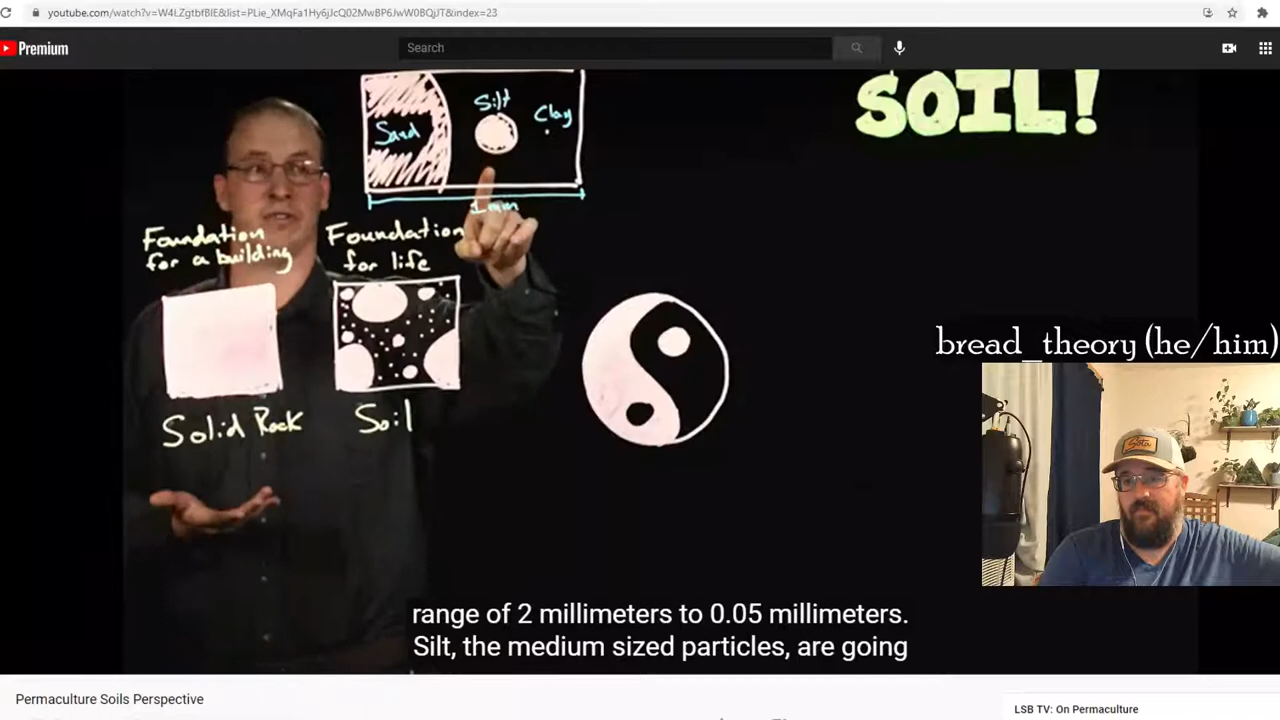 youtube.com/watch?v=W4LZgtbfBlE&list=PLie_XMqFa1Hy6jJcQ02MwBP6JwW0BQjJT&index=23
Premium
Search
SOIL!
Sand
Silt
Clay
1mm
Foundation
for a building
Foundation
for life
Solid Rock
Soil
bread_theory (he/him)
Sota
range of 2 millimeters to 0.05 millimeters.
Silt, the medium sized particles, are going
Permaculture Soils Perspective
LSB TV: On Permaculture